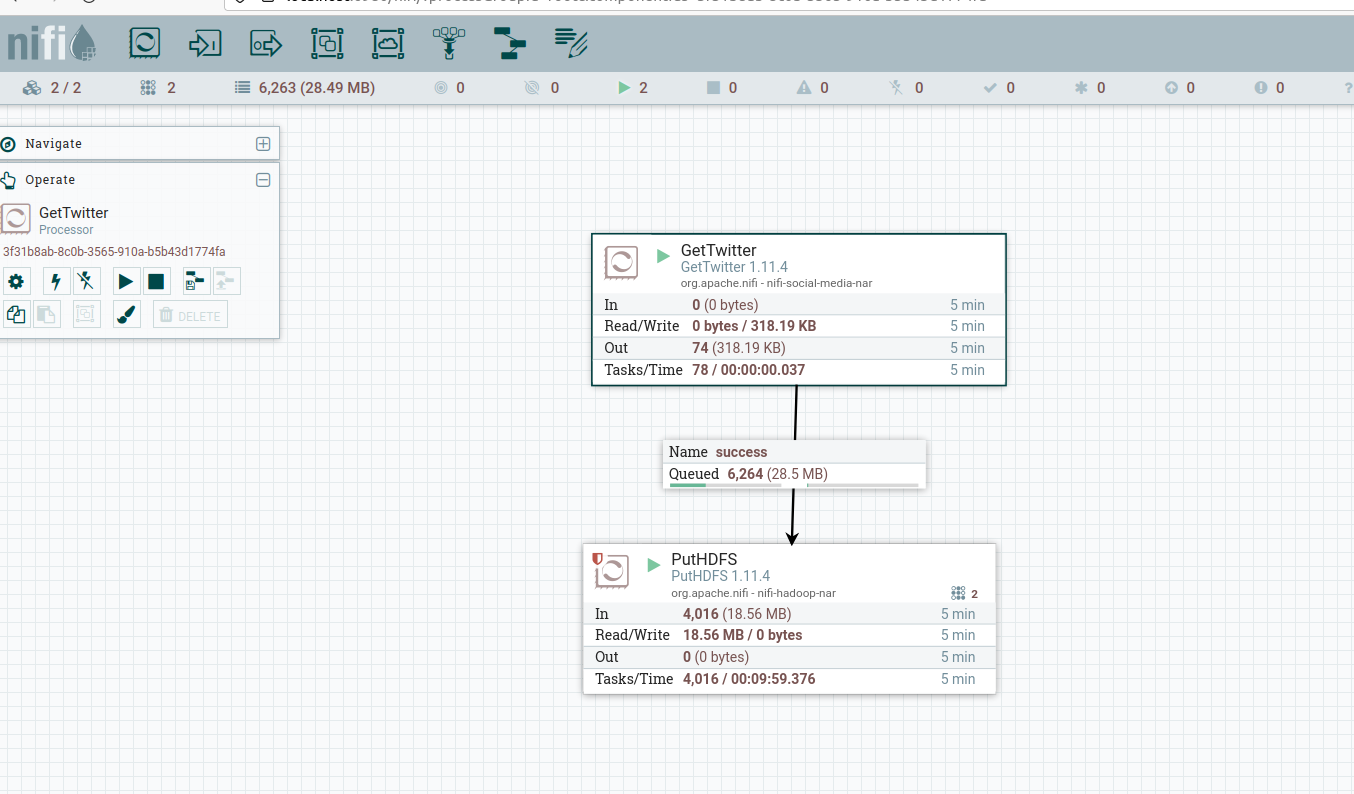 nifi
2 / 2 2 6,263 (28.49 MB) 0 0 2 0 0 0 0 0 0 0 ?
Navigate
Operate
GetTwitter
Processor
3f31b8ab-8c0b-3565-910a-b5b43d1774fa
DELETE
GetTwitter
GetTwitter 1.11.4
org.apache.nifi - nifi-social-media-nar
In 0 (0 bytes) 5 min
Read/Write 0 bytes / 318.19 KB 5 min
Out 74 (318.19 KB) 5 min
Tasks/Time 78 / 00:00:00.037 5 min
Name success
Queued 6,264 (28.5 MB)
PutHDFS
PutHDFS 1.11.4
org.apache.nifi - nifi-hadoop-nar
2
In 4,016 (18.56 MB) 5 min
Read/Write 18.56 MB / 0 bytes 5 min
Out 0 (0 bytes) 5 min
Tasks/Time 4,016 / 00:09:59.376 5 min